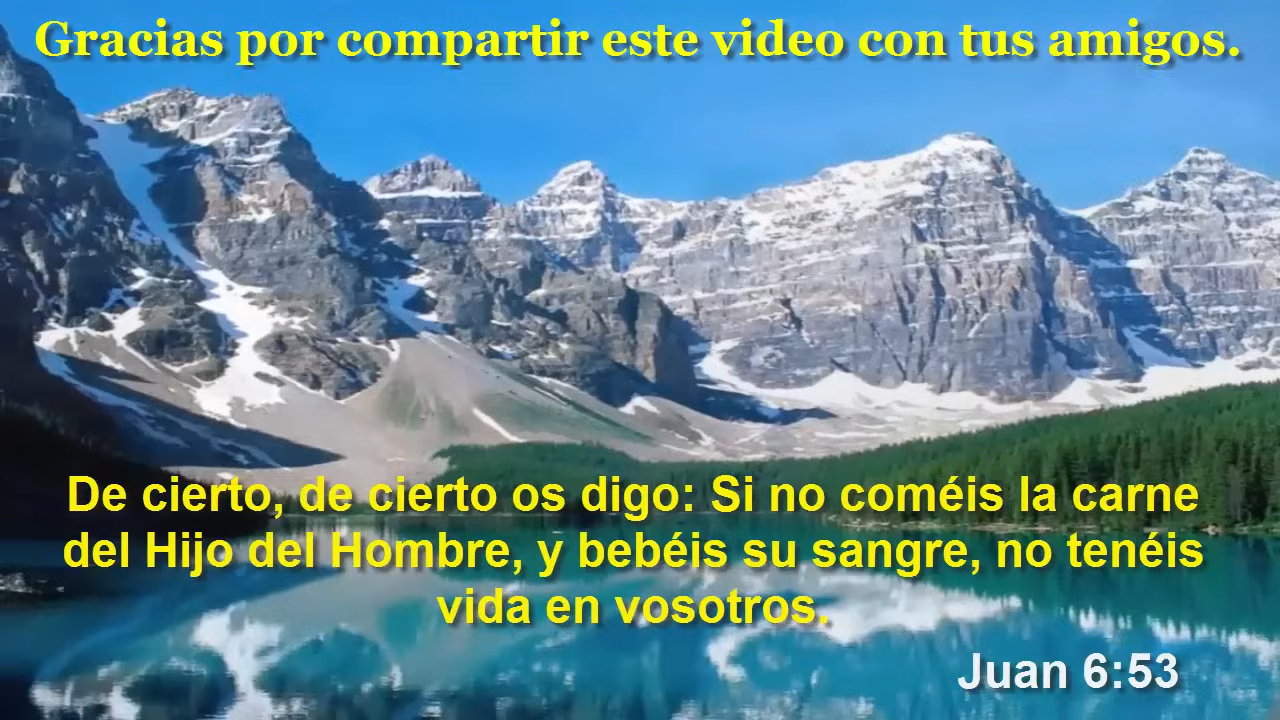 Gracias por compartir este video con tus amigos.
De cierto, de cierto os digo: Si no coméis la carne
del Hijo del Hombre, y bebéis su sangre, no tenéis
vida en vosotros.
Juan 6:53